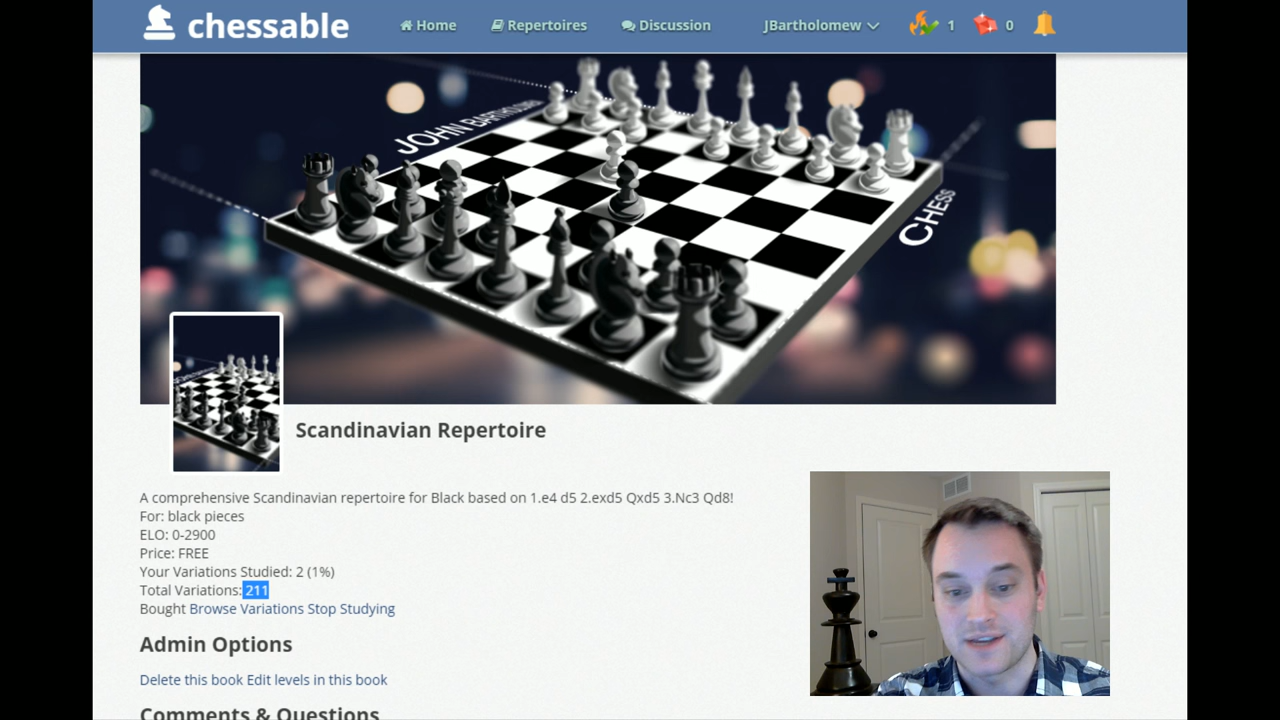 chessable
Home Repertoires Discussion JBartholomew 1 0
JOHN BARTHOLOMEW
CHESS
Scandinavian Repertoire
A comprehensive Scandinavian repertoire for Black based on 1.e4 d5 2.exd5 Qxd5 3.Nc3 Qd8!
For: black pieces
ELO: 0-2900
Price: FREE
Your Variations Studied: 2 (1%)
Total Variations: 211
Bought Browse Variations Stop Studying
Admin Options
Delete this book Edit levels in this book
Comments & Questions